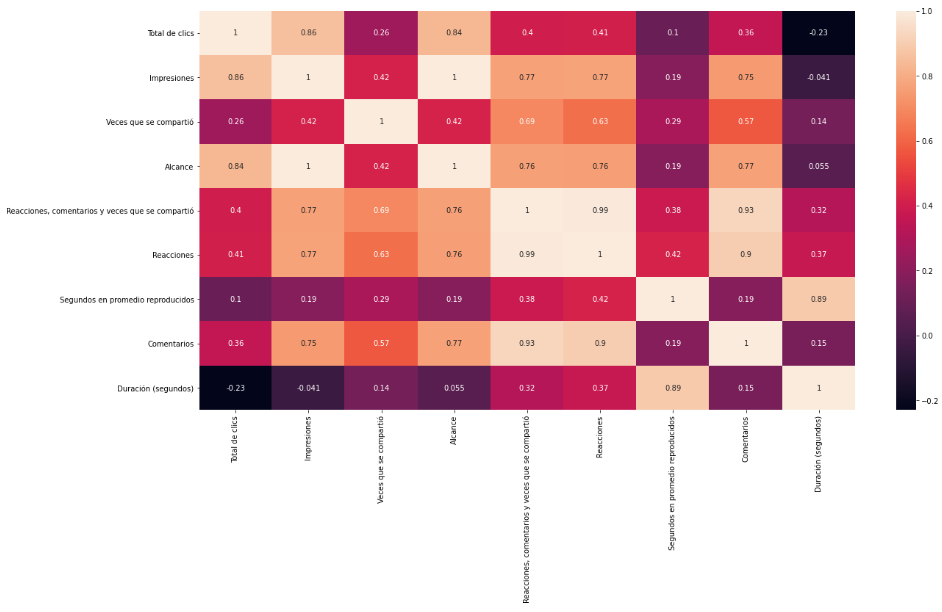 Total de clics 1 0.86 0.26 0.84 0.4 0.41 0.1 0.36 -0.23
Impresiones 0.86 1 0.42 1 0.77 0.77 0.19 0.75 -0.041
Veces que se compartió 0.26 0.42 1 0.42 0.69 0.63 0.29 0.57 0.14
Alcance 0.84 1 0.42 1 0.76 0.76 0.19 0.77 0.055
Reacciones, comentarios y veces que se compartió 0.4 0.77 0.69 0.76 1 0.99 0.38 0.93 0.32
Reacciones 0.41 0.77 0.63 0.76 0.99 1 0.42 0.9 0.37
Segundos en promedio reproducidos 0.1 0.19 0.29 0.19 0.38 0.42 1 0.19 0.89
Comentarios 0.36 0.75 0.57 0.77 0.93 0.9 0.19 1 0.15
Duración (segundos) -0.23 -0.041 0.14 0.055 0.32 0.37 0.89 0.15 1
Total de clics
Impresiones
Veces que se compartió
Alcance
Reacciones, comentarios y veces que se compartió
Reacciones
Segundos en promedio reproducidos
Comentarios
Duración (segundos)
1.0
0.8
0.6
0.4
0.2
0.0
−0.2